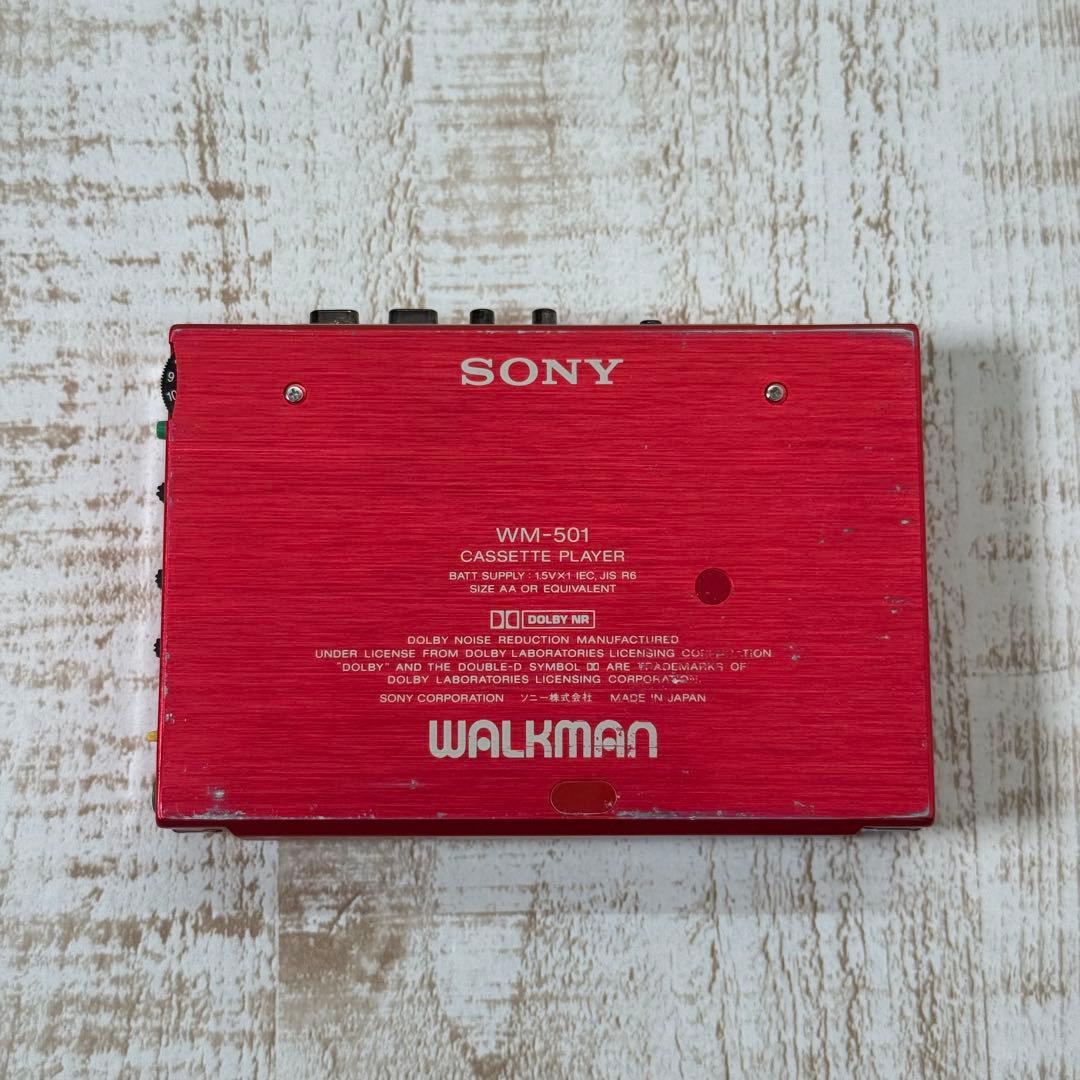 SONY
9
10
WM-501
CASSETTE PLAYER
BATT SUPPLY : 1.5V×1 IEC, JIS R6
SIZE AA OR EQUIVALENT
DOLBY NR
DOLBY NOISE REDUCTION MANUFACTURED
UNDER LICENSE FROM DOLBY LABORATORIES LICENSING CORPORATION
"DOLBY" AND THE DOUBLE-D SYMBOL ARE TRADEMARKS OF
DOLBY LABORATORIES LICENSING CORPORATION.
SONY CORPORATION ソニー株式会社 MADE IN JAPAN
WALKMAN